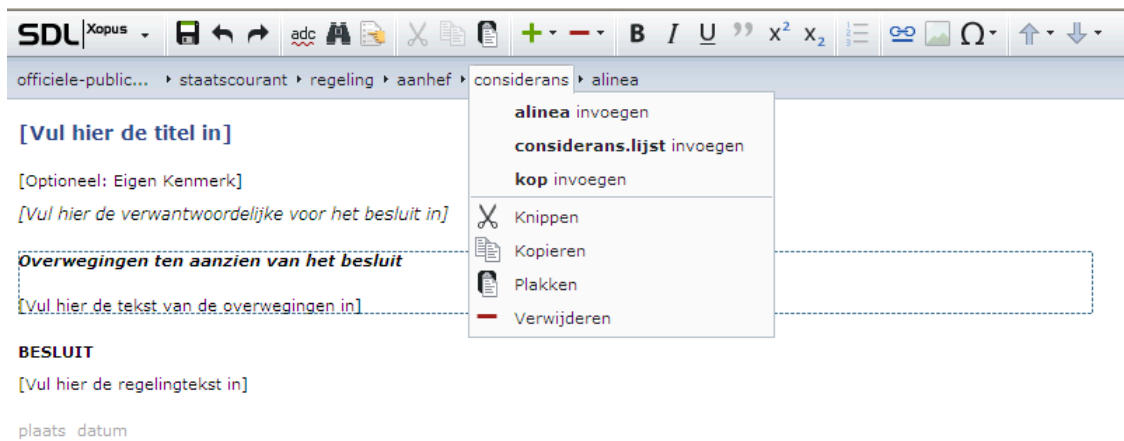 SDL Xopus adc B I U x² x₂ Ω
officiele-public... staatscourant regeling aanhef considerans alinea
alinea invoegen
considerans.lijst invoegen
kop invoegen
Knippen
Kopieren
Plakken
Verwijderen
[Vul hier de titel in]
[Optioneel: Eigen Kenmerk]
[Vul hier de verwantwoordelijke voor het besluit in]
Overwegingen ten aanzien van het besluit
[Vul hier de tekst van de overwegingen in]
BESLUIT
[Vul hier de regelingtekst in]
plaats datum